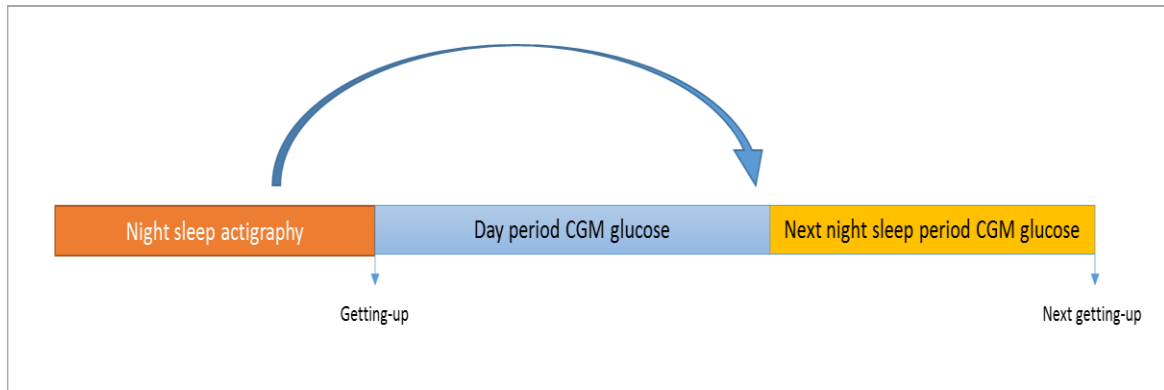 Night sleep actigraphy
Day period CGM glucose
Next night sleep period CGM glucose
Getting-up
Next getting-up